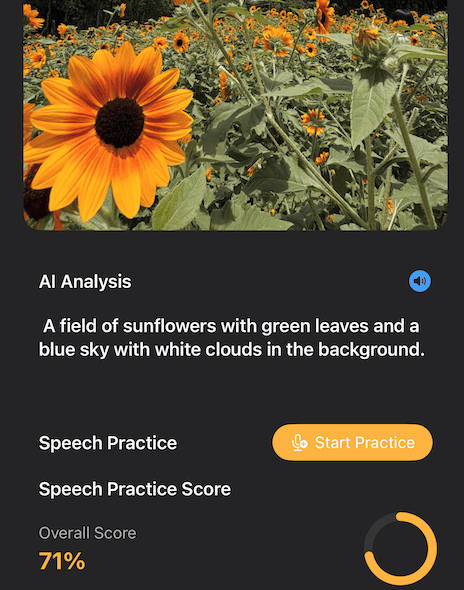 AI Analysis
A field of sunflowers with green leaves and a
blue sky with white clouds in the background.
Speech Practice
Start Practice
Speech Practice Score
Overall Score
71%